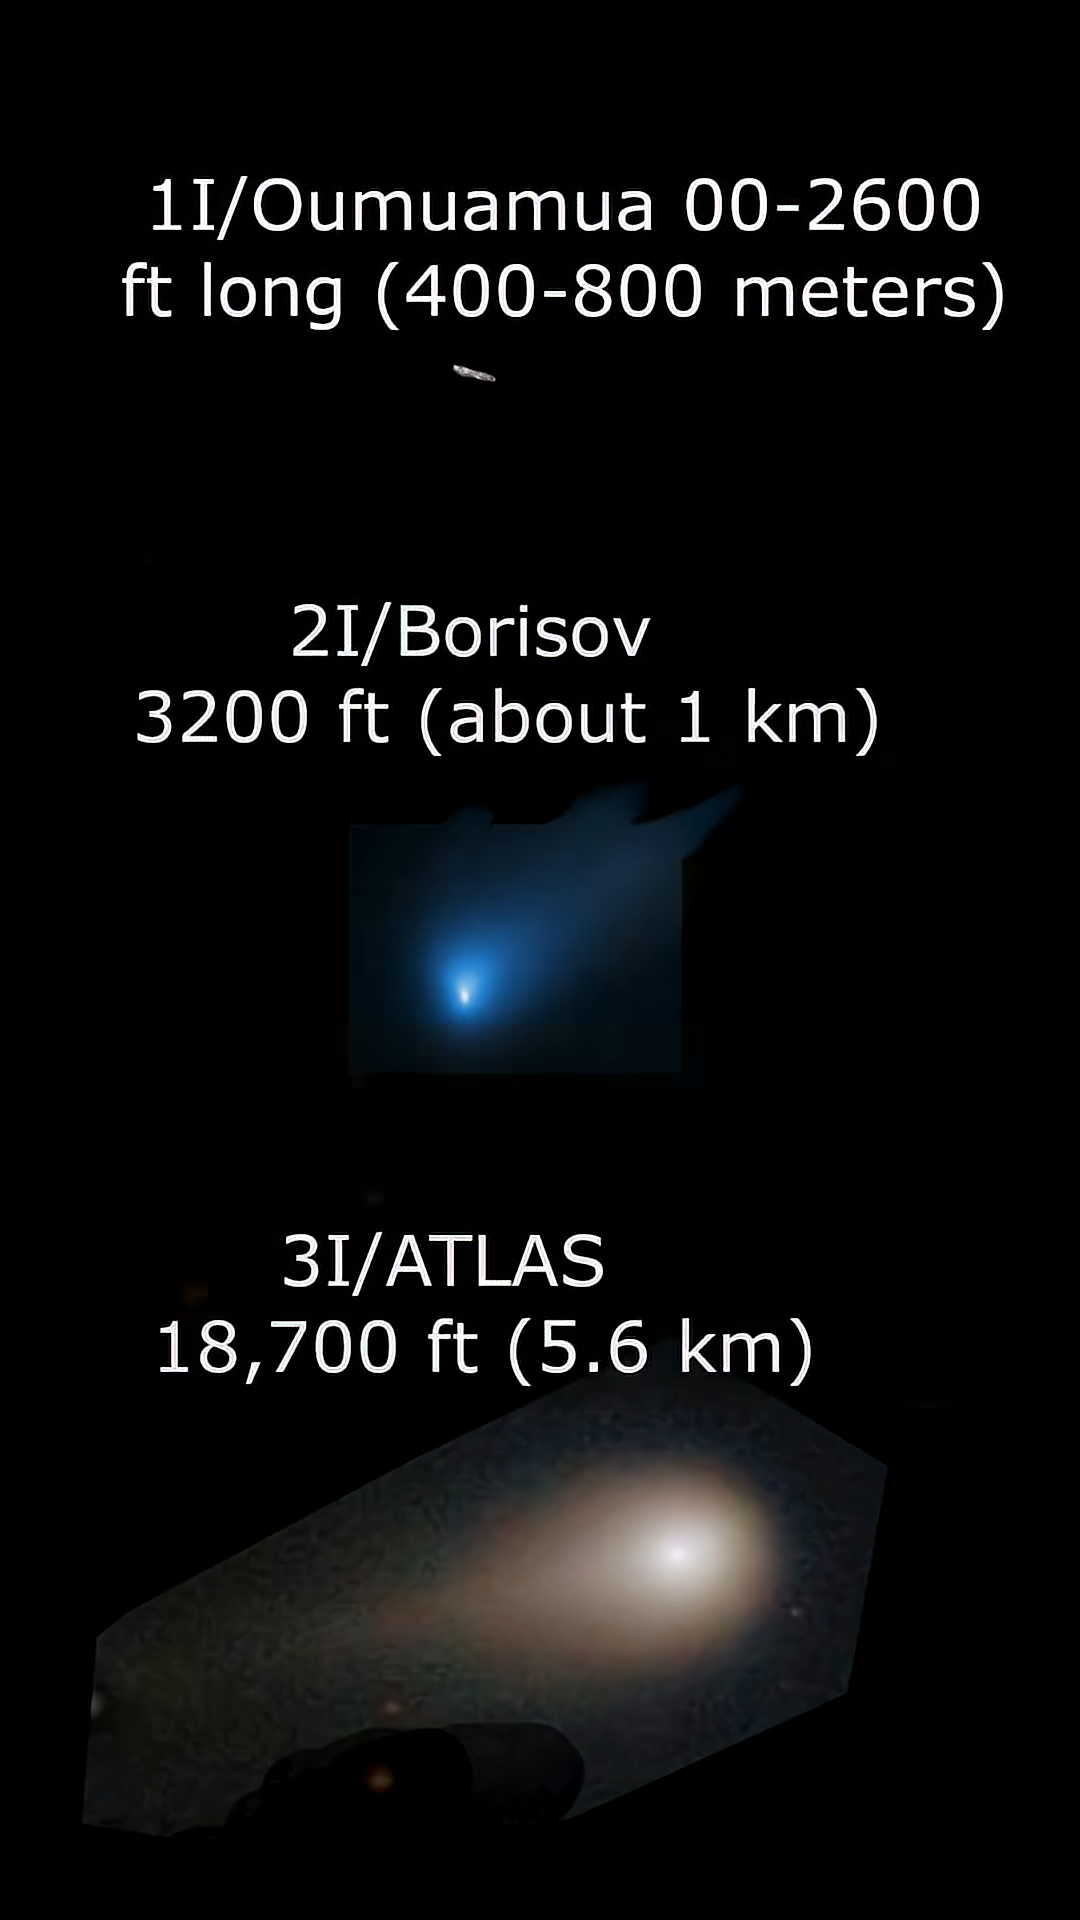 1I/Oumuamua 00-2600
ft long (400-800 meters)
2I/Borisov
3200 ft (about 1 km)
3I/ATLAS
18,700 ft (5.6 km)